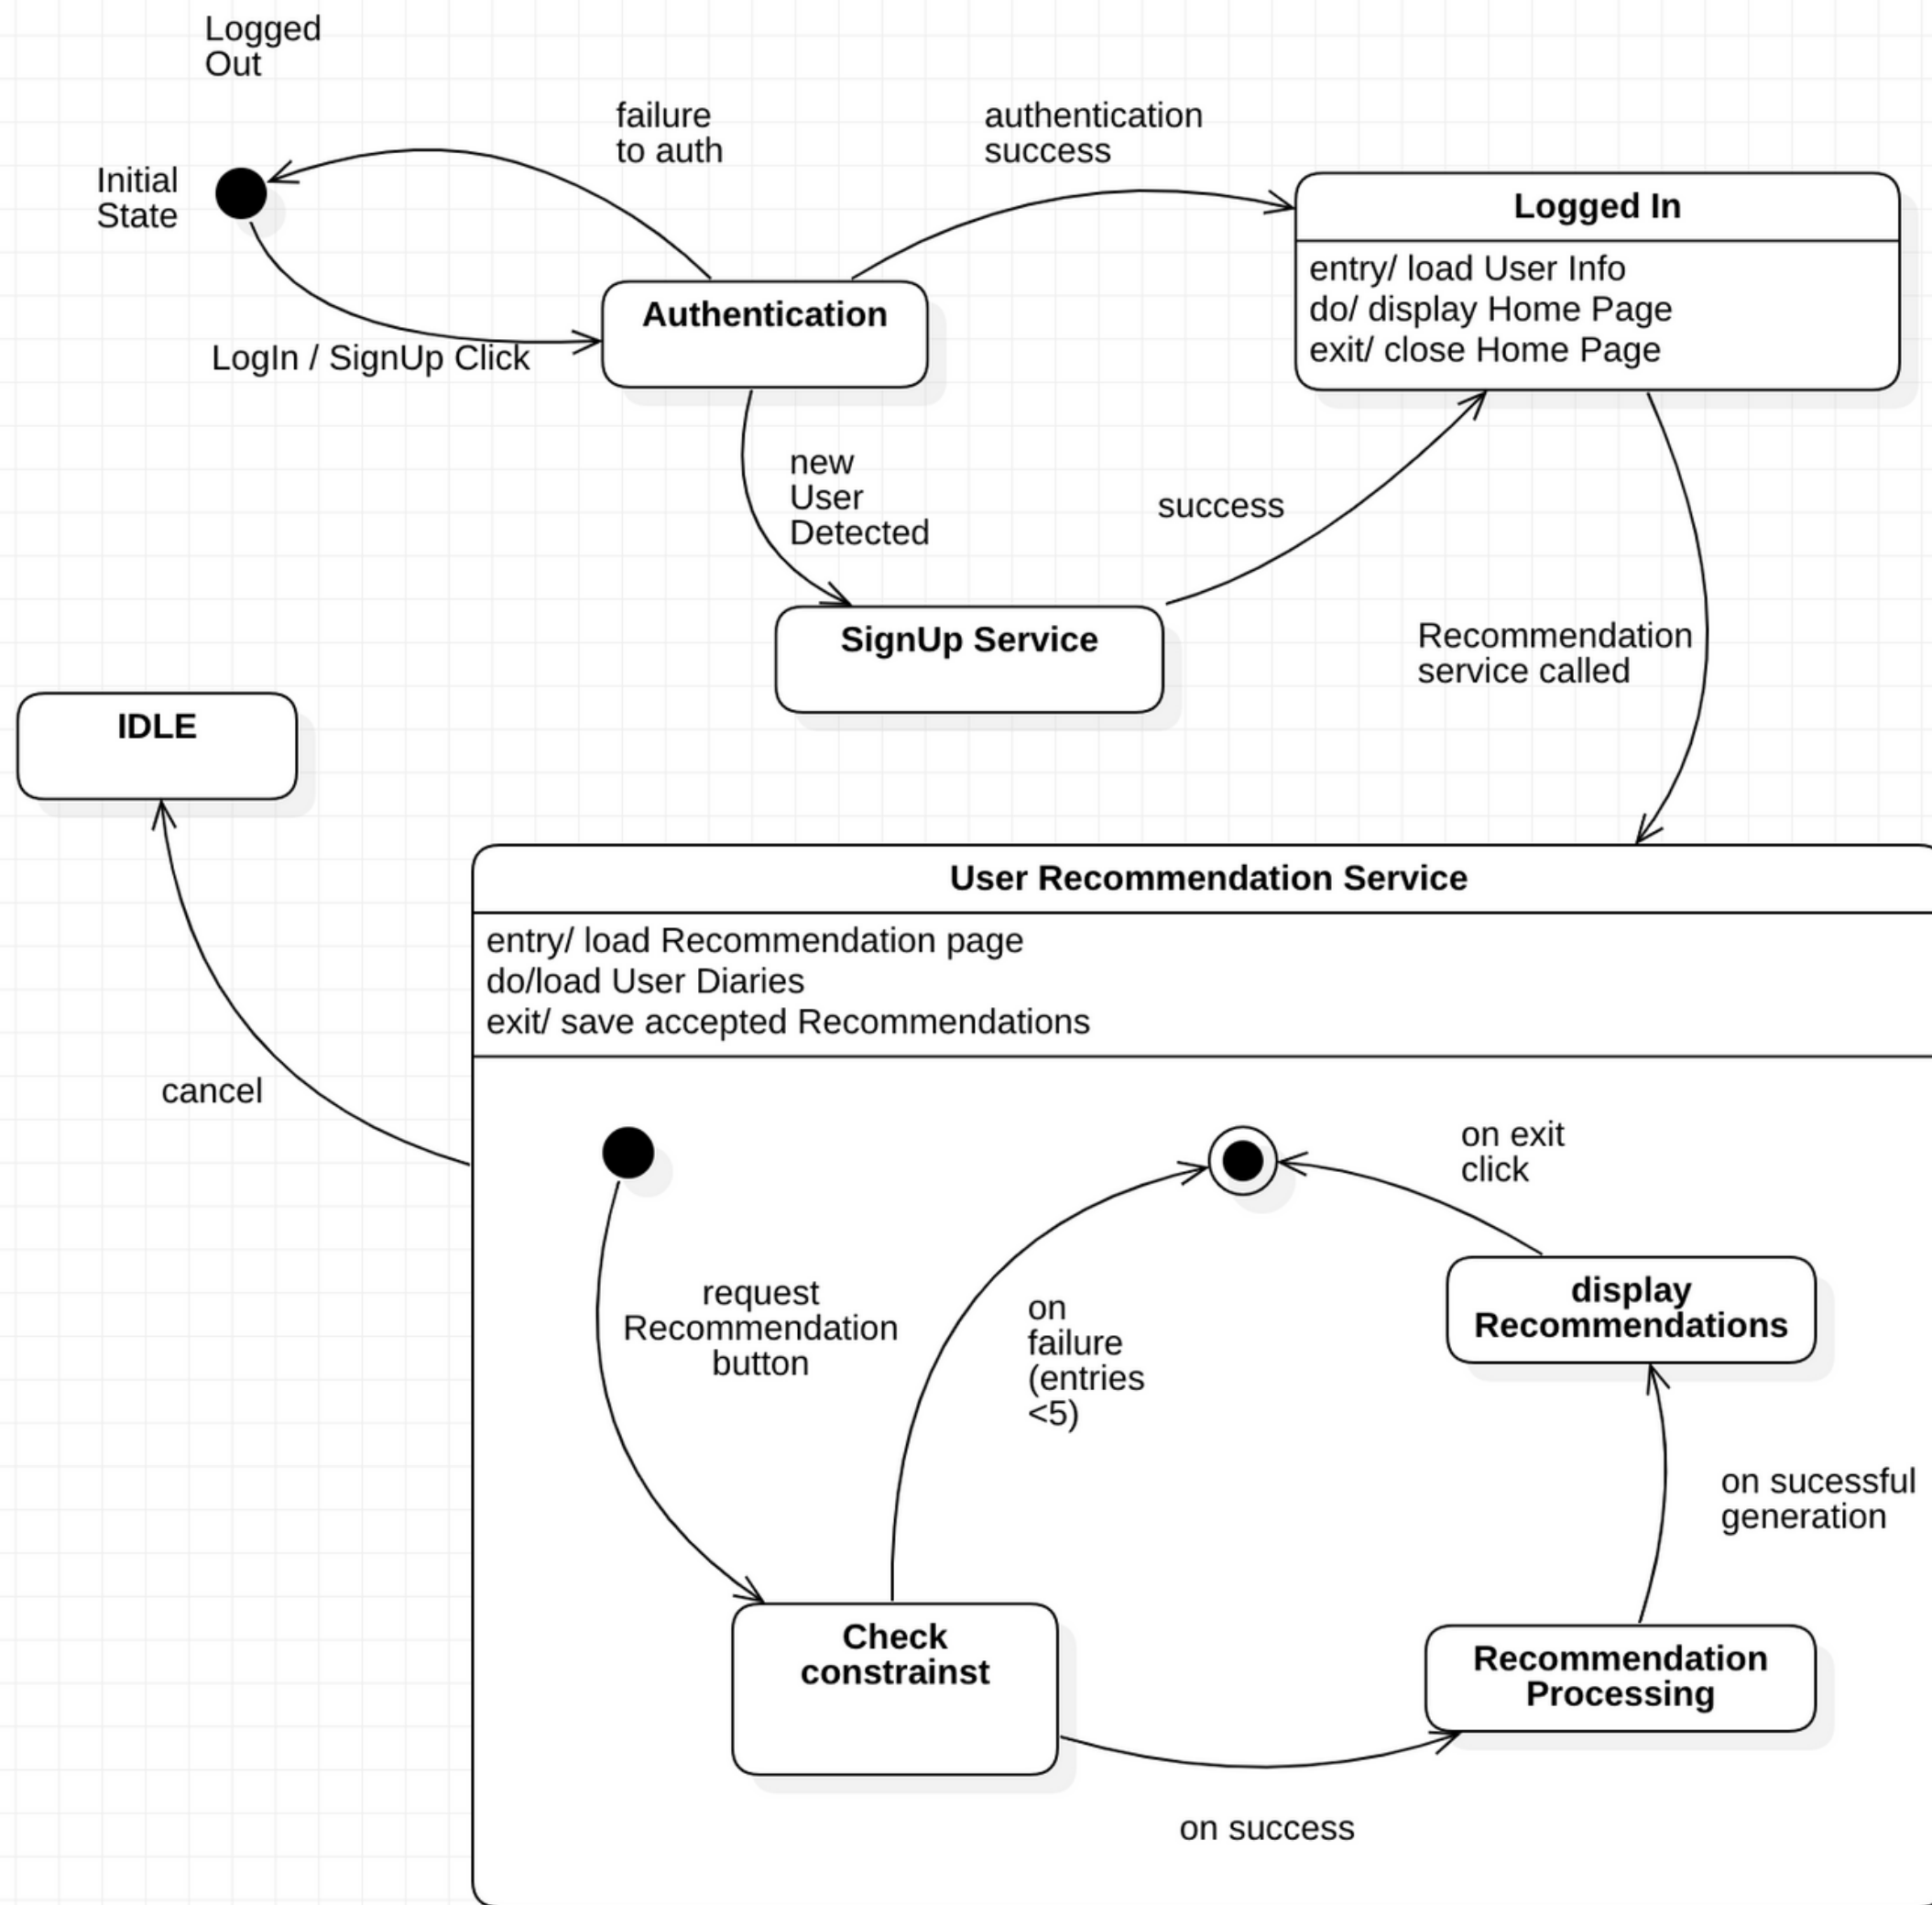 Logged
Out
failure
to auth
authentication
success
Initial
State
Logged In
entry/ load User Info
do/ display Home Page
exit/ close Home Page
Authentication
LogIn / SignUp Click
new
User
Detected
success
SignUp Service
Recommendation
service called
IDLE
User Recommendation Service
entry/ load Recommendation page
do/load User Diaries
exit/ save accepted Recommendations
cancel
on exit
click
request
Recommendation
button
on
failure
(entries
<5)
display
Recommendations
on sucessful
generation
Check
constrainst
Recommendation
Processing
on success